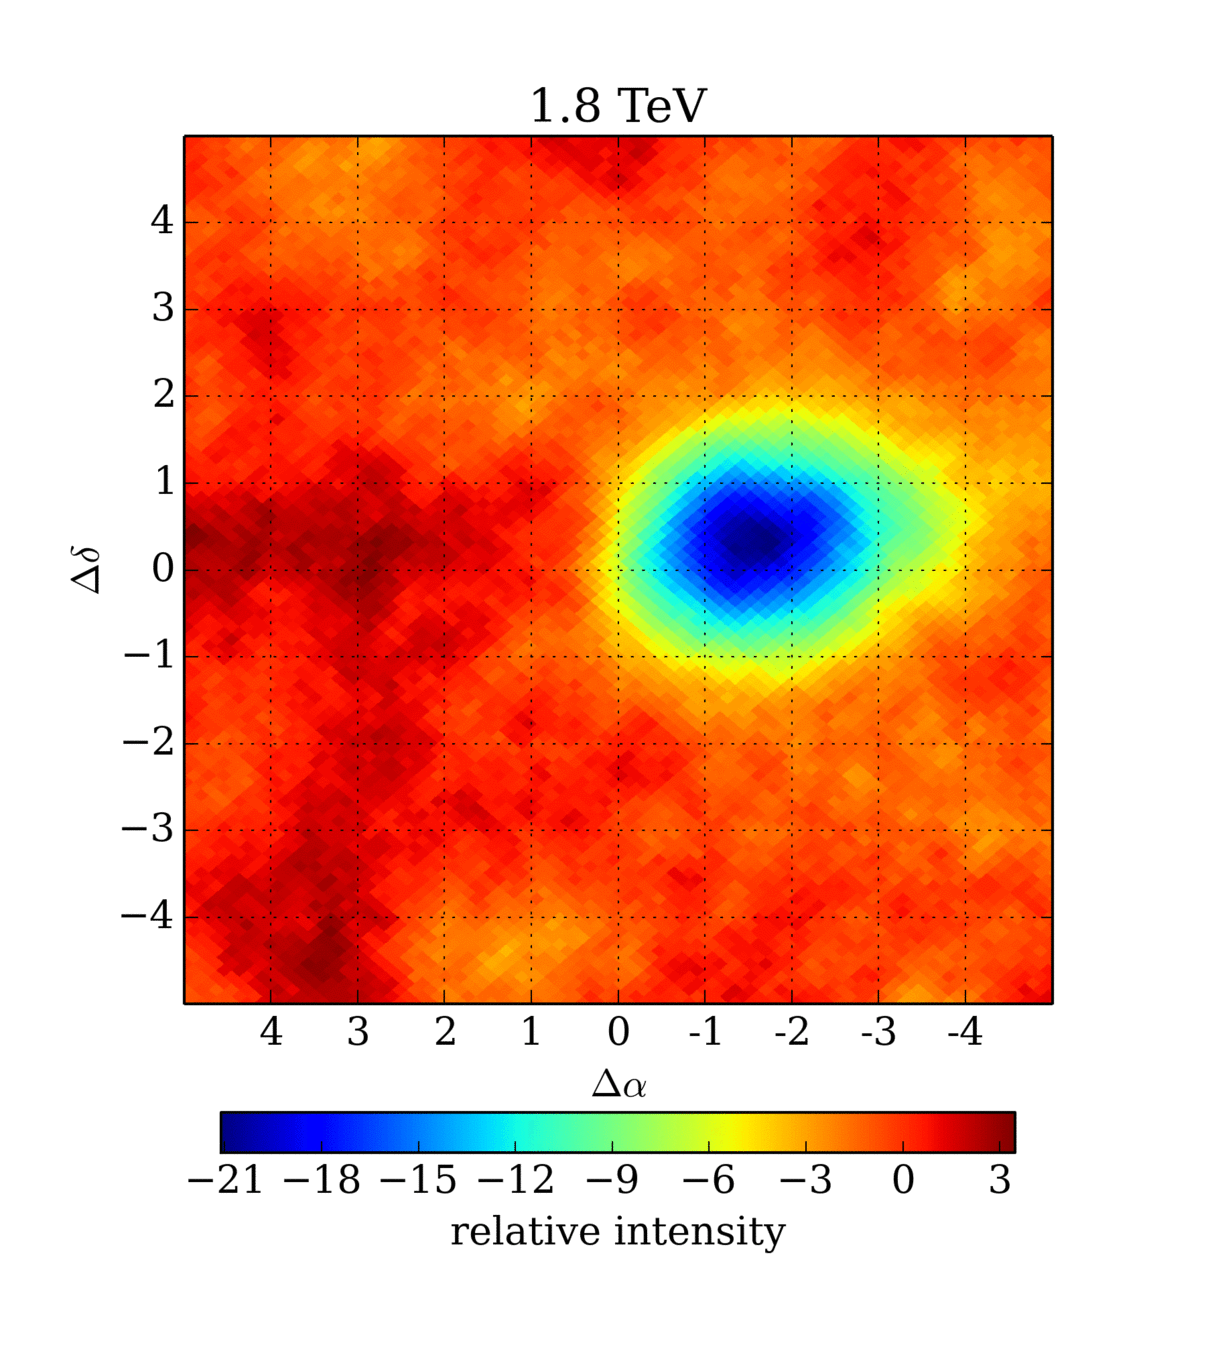 1.8 TeV
4
3
2
1
0
−1
−2
−3
−4
Δδ
4 3 2 1 0 -1 -2 -3 -4
Δα
−21 −18 −15 −12 −9 −6 −3 0 3
relative intensity